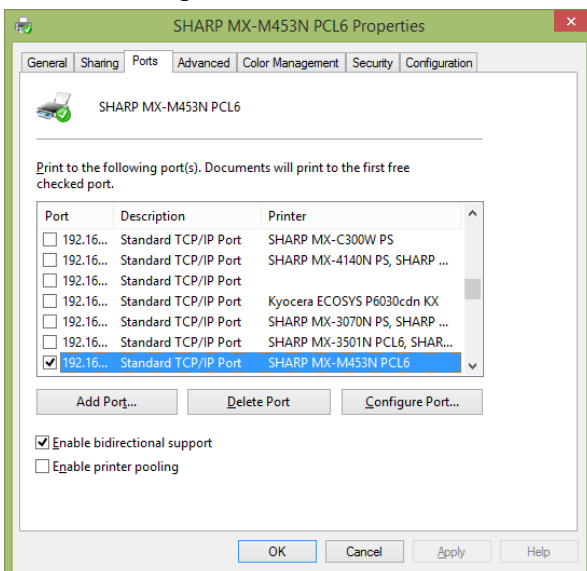 SHARP MX-M453N PCL6 Properties
General Sharing Ports Advanced Color Management Security Configuration
SHARP MX-M453N PCL6
Print to the following port(s). Documents will print to the first free
checked port.
Port Description Printer
192.16... Standard TCP/IP Port SHARP MX-C300W PS
192.16... Standard TCP/IP Port SHARP MX-4140N PS, SHARP ...
192.16... Standard TCP/IP Port
192.16... Standard TCP/IP Port Kyocera ECOSYS P6030cdn KX
192.16... Standard TCP/IP Port SHARP MX-3070N PS, SHARP ...
192.16... Standard TCP/IP Port SHARP MX-3501N PCL6, SHAR...
192.16... Standard TCP/IP Port SHARP MX-M453N PCL6
Add Port... Delete Port Configure Port...
Enable bidirectional support
Enable printer pooling
OK Cancel Apply Help